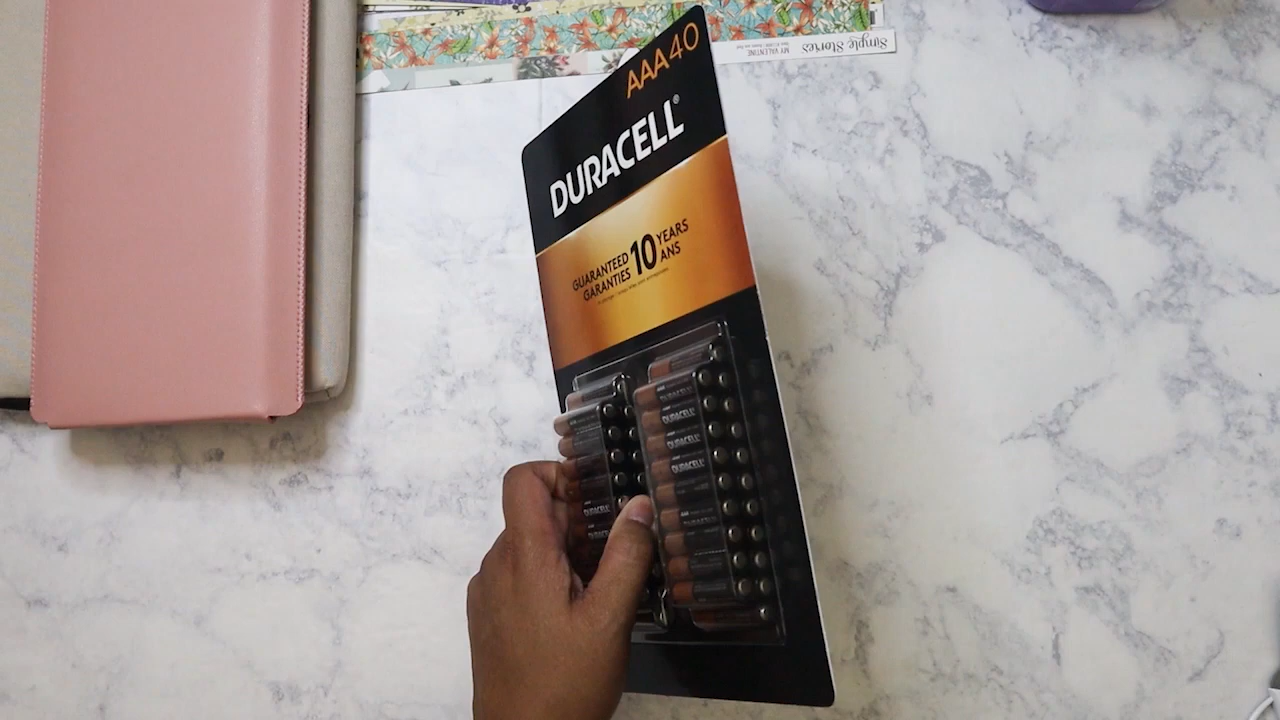 Simple Stories
MY VALENTINE
AAA40
DURACELL®
GUARANTEED 10 YEARS
GARANTIES ANS
DURACELL
DURACELL
DURACELL
DURACELL